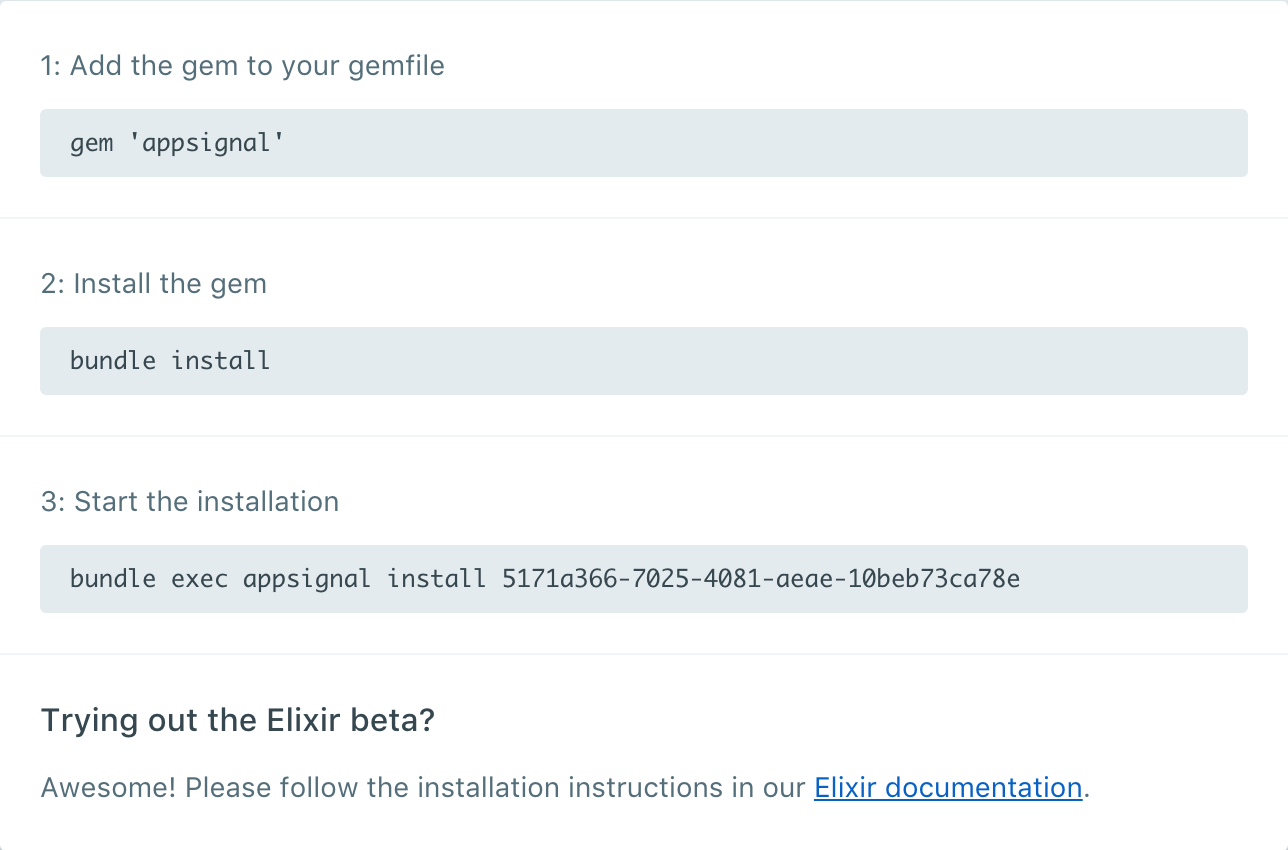 1: Add the gem to your gemfile
gem 'appsignal'
2: Install the gem
bundle install
3: Start the installation
bundle exec appsignal install 5171a366-7025-4081-aeae-10beb73ca78e
Trying out the Elixir beta?
Awesome! Please follow the installation instructions in our Elixir documentation.